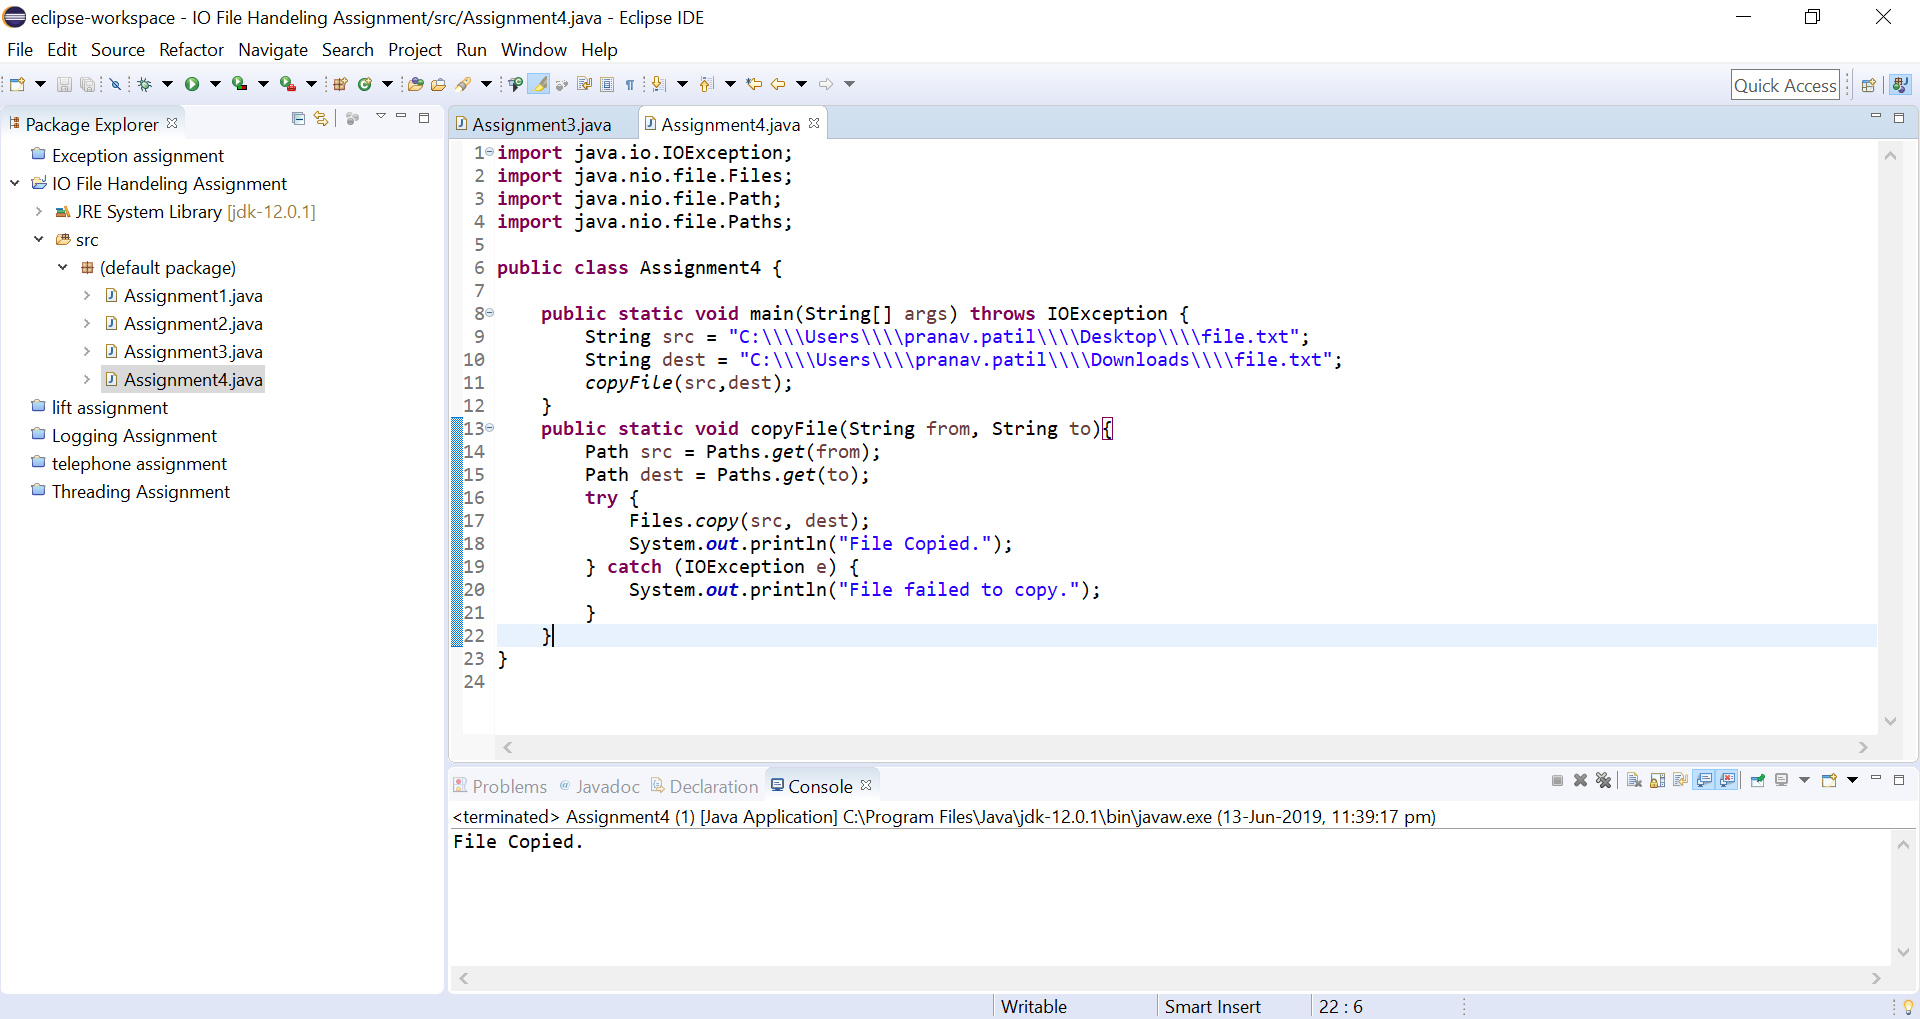 eclipse-workspace - IO File Handeling Assignment/src/Assignment4.java - Eclipse IDE
File Edit Source Refactor Navigate Search Project Run Window Help
Quick Access
Package Explorer
Exception assignment
IO File Handeling Assignment
JRE System Library [jdk-12.0.1]
src
(default package)
Assignment1.java
Assignment2.java
Assignment3.java
Assignment4.java
lift assignment
Logging Assignment
telephone assignment
Threading Assignment
Assignment3.java Assignment4.java
1 import java.io.IOException;
2 import java.nio.file.Files;
3 import java.nio.file.Path;
4 import java.nio.file.Paths;
5
6 public class Assignment4 {
7
8     public static void main(String[] args) throws IOException {
9         String src = "C:\\\\Users\\\\pranav.patil\\\\Desktop\\\\file.txt";
10         String dest = "C:\\\\Users\\\\pranav.patil\\\\Downloads\\\\file.txt";
11         copyFile(src,dest);
12     }
13     public static void copyFile(String from, String to){
14         Path src = Paths.get(from);
15         Path dest = Paths.get(to);
16         try {
17             Files.copy(src, dest);
18             System.out.println("File Copied.");
19         } catch (IOException e) {
20             System.out.println("File failed to copy.");
21         }
22     }
23 }
24
Problems Javadoc Declaration Console
<terminated> Assignment4 (1) [Java Application] C:\Program Files\Java\jdk-12.0.1\bin\javaw.exe (13-Jun-2019, 11:39:17 pm)
File Copied.
Writable Smart Insert 22 : 6